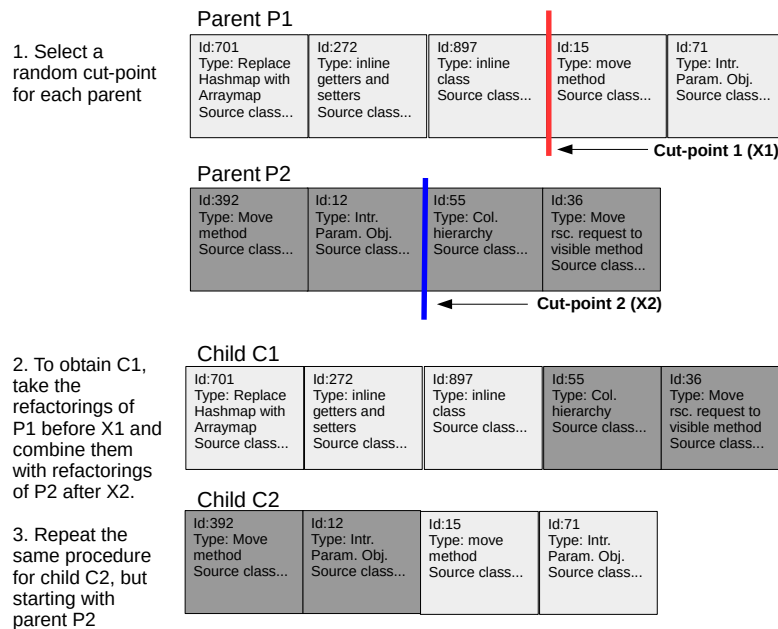 Parent P1
1. Select a
random cut-point
for each parent
Id:701
Type: Replace
Hashmap with
Arraymap
Source class...
Id:272
Type: inline
getters and
setters
Source class...
Id:897
Type: inline
class
Source class...
Id:15
Type: move
method
Source class...
Id:71
Type: Intr.
Param. Obj.
Source class...
Cut-point 1 (X1)
Parent P2
Id:392
Type: Move
method
Source class...
Id:12
Type: Intr.
Param. Obj.
Source class...
Id:55
Type: Col.
hierarchy
Source class...
Id:36
Type: Move
rsc. request to
visible method
Source class...
Cut-point 2 (X2)
2. To obtain C1,
take the
refactorings of
P1 before X1 and
combine them
with refactorings
of P2 after X2.
Child C1
Id:701
Type: Replace
Hashmap with
Arraymap
Source class...
Id:272
Type: inline
getters and
setters
Source class...
Id:897
Type: inline
class
Source class...
Id:55
Type: Col.
hierarchy
Source class...
Id:36
Type: Move
rsc. request to
visible method
Source class...
3. Repeat the
same procedure
for child C2, but
starting with
parent P2
Child C2
Id:392
Type: Move
method
Source class...
Id:12
Type: Intr.
Param. Obj.
Source class...
Id:15
Type: move
method
Source class...
Id:71
Type: Intr.
Param. Obj.
Source class...